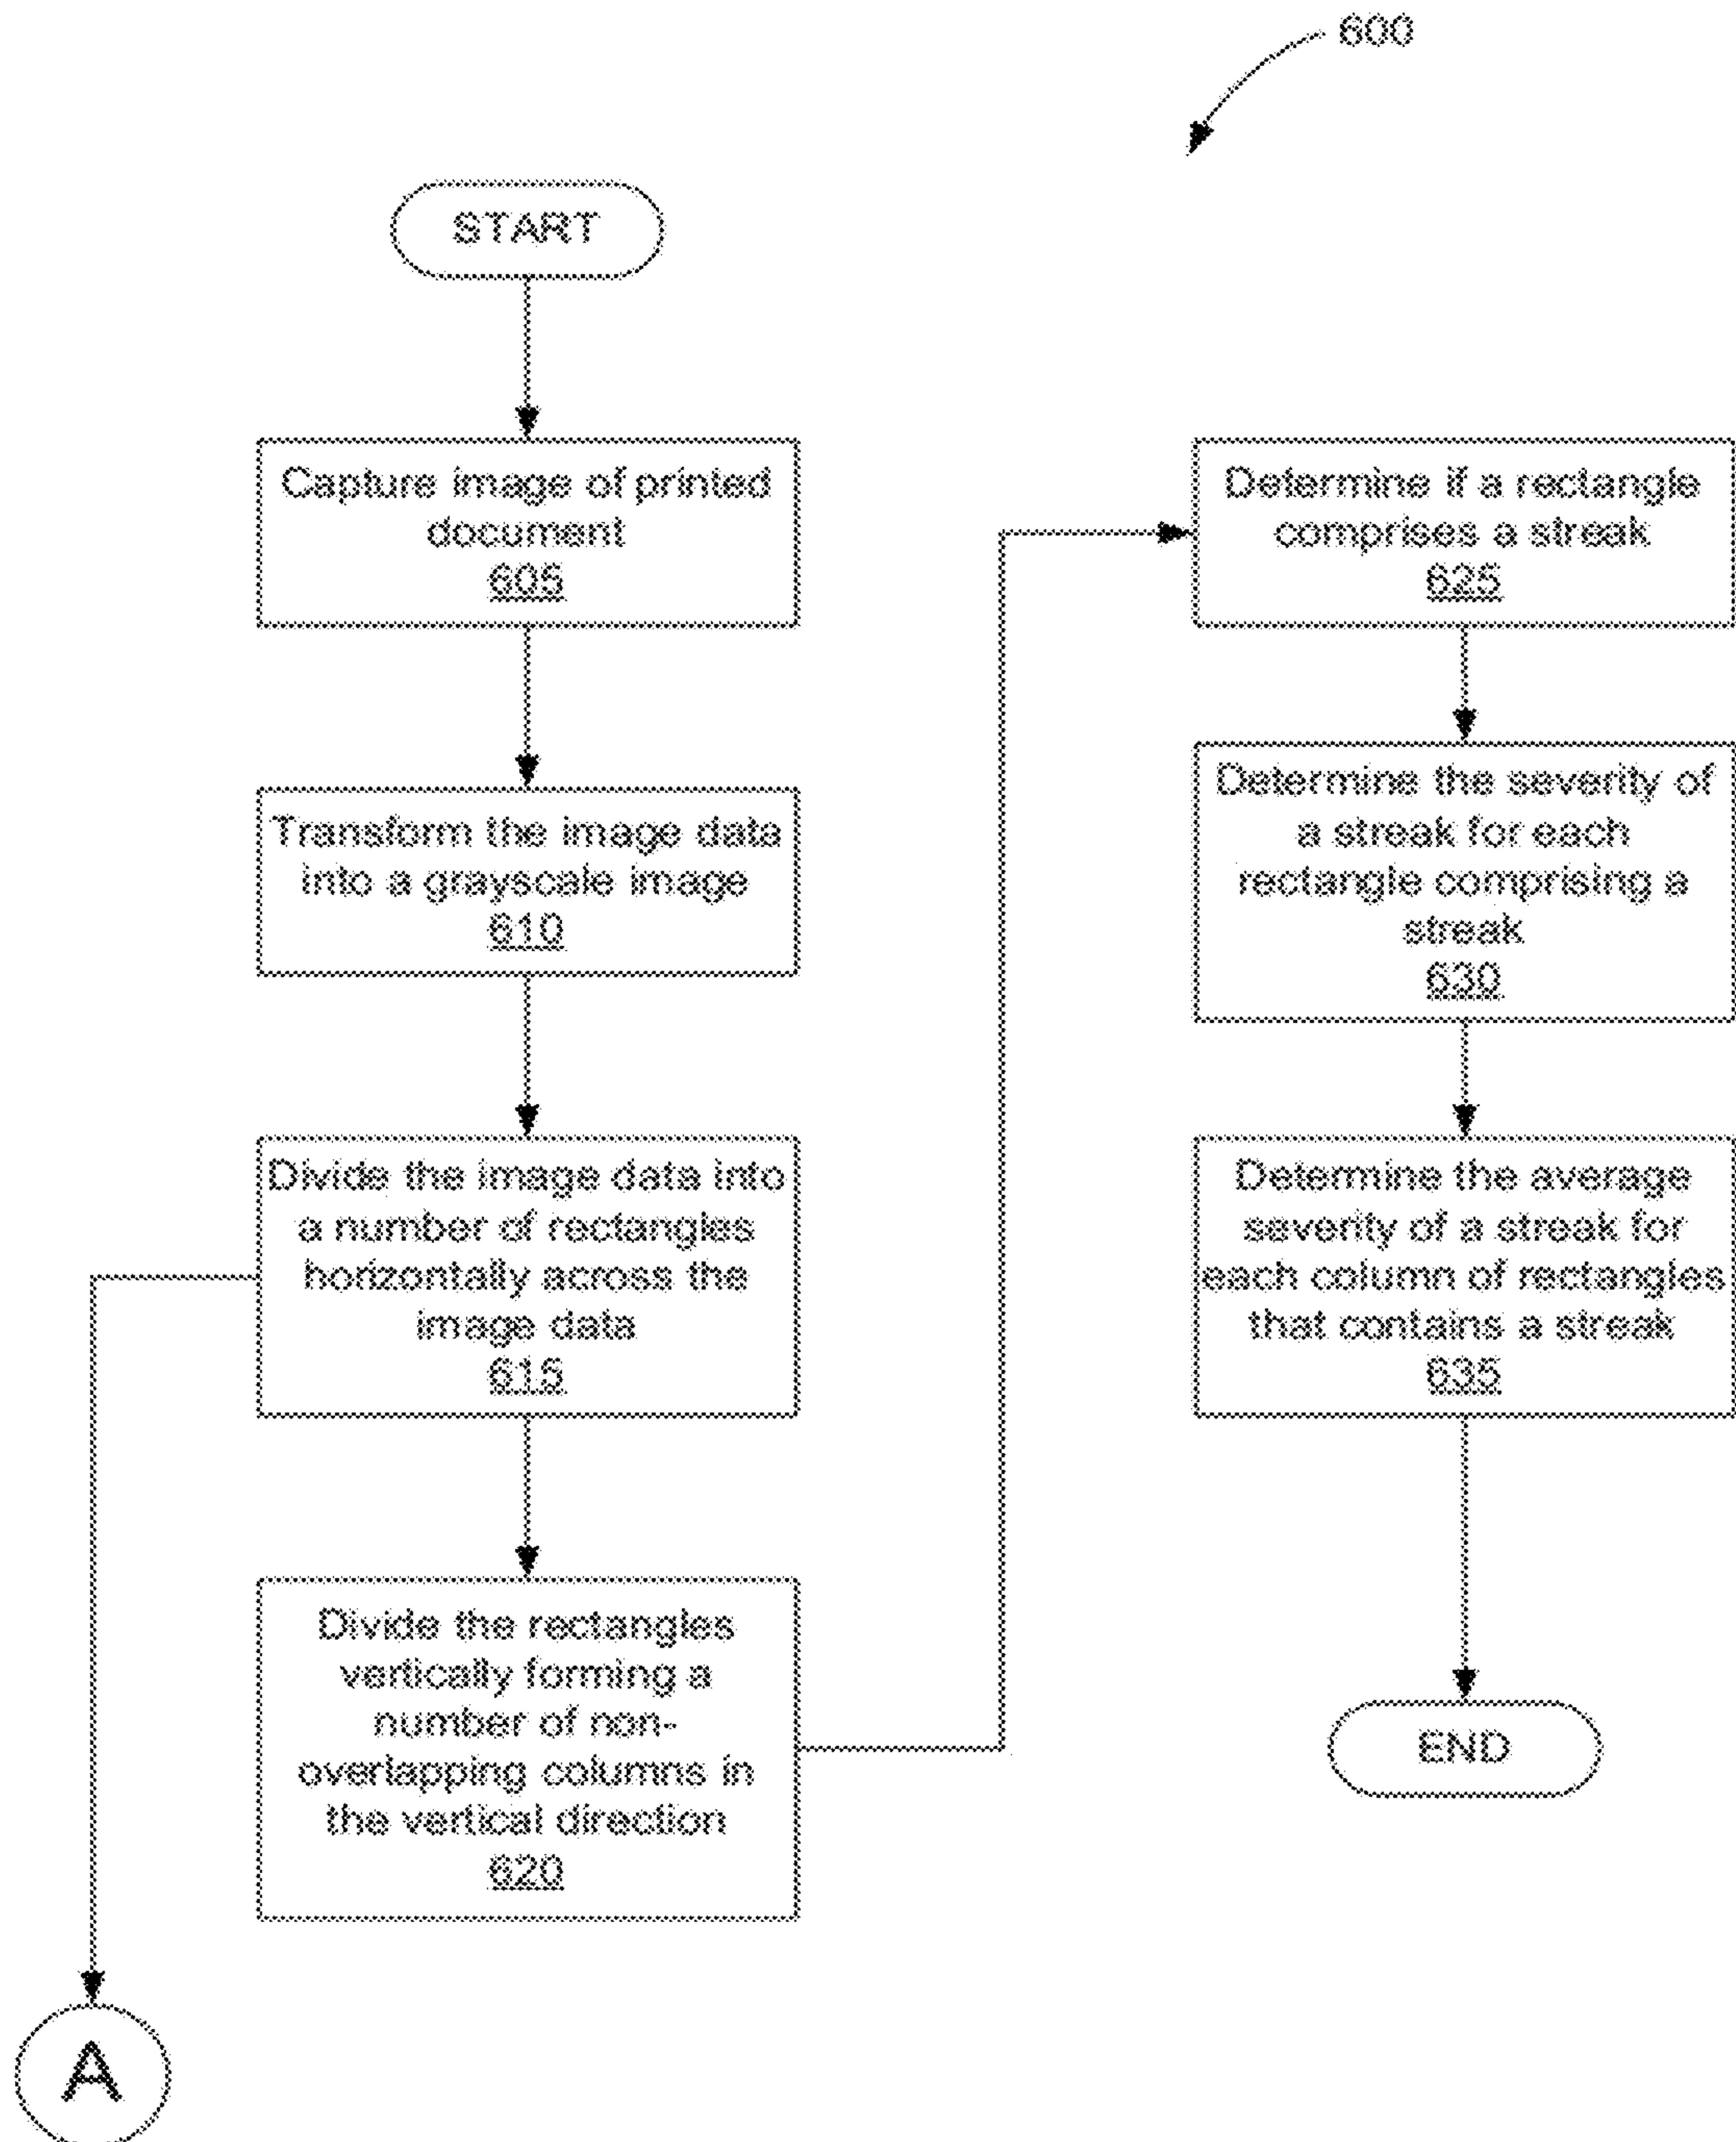 600
START
Capture image of printed
document
605
Transform the image data
into a grayscale image
610
Divide the image data into
a number of rectangles
horizontally across the
image data
615
Divide the rectangles
vertically forming a
number of non-
overlapping columns in
the vertical direction
620
A
Determine if a rectangle
comprises a streak
625
Determine the severity of
a streak for each
rectangle comprising a
streak
630
Determine the average
severity of a streak for
each column of rectangles
that contains a streak
635
END